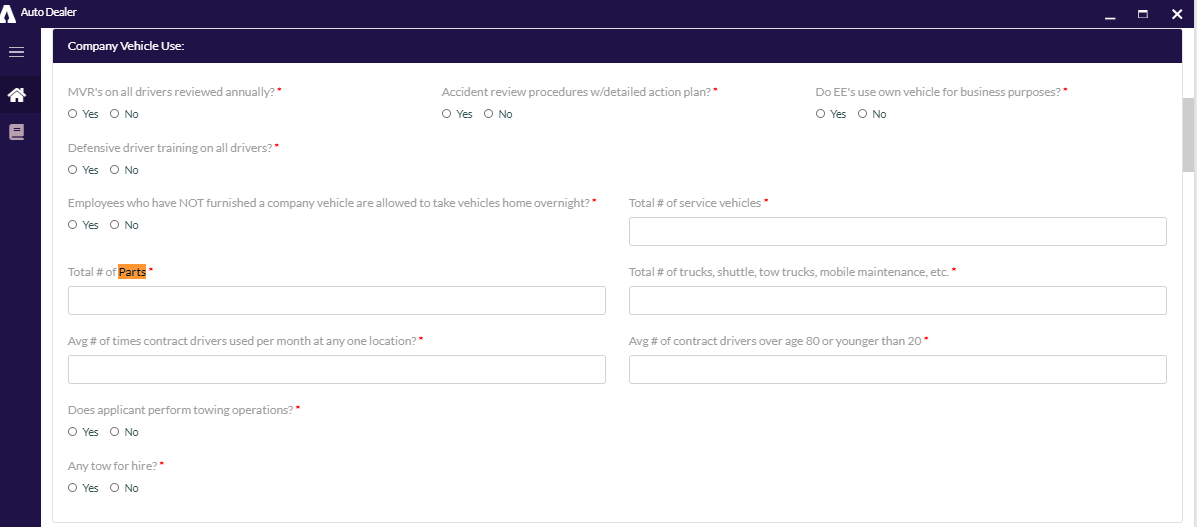 Auto Dealer
Company Vehicle Use:
MVR's on all drivers reviewed annually? * Accident review procedures w/detailed action plan? * Do EE's use own vehicle for business purposes? *
Yes No Yes No Yes No
Defensive driver training on all drivers? *
Yes No
Employees who have NOT furnished a company vehicle are allowed to take vehicles home overnight? * Total # of service vehicles *
Yes No
Total # of Parts * Total # of trucks, shuttle, tow trucks, mobile maintenance, etc. *
Avg # of times contract drivers used per month at any one location? * Avg # of contract drivers over age 80 or younger than 20 *
Does applicant perform towing operations? *
Yes No
Any tow for hire? *
Yes No